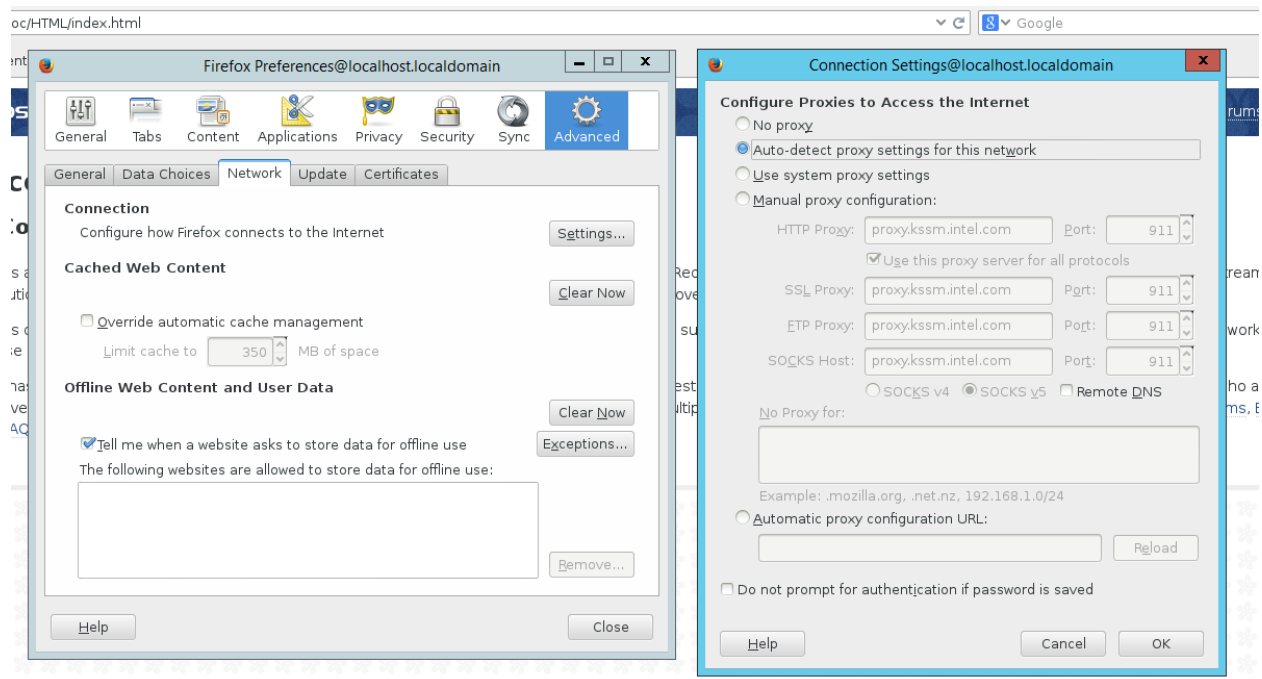 oc/HTML/index.html
Google
Firefox Preferences@localhost.localdomain
General Tabs Content Applications Privacy Security Sync Advanced
General Data Choices Network Update Certificates
Connection
Configure how Firefox connects to the Internet
Settings...
Cached Web Content
Clear Now
Override automatic cache management
Limit cache to 350 MB of space
Offline Web Content and User Data
Clear Now
Tell me when a website asks to store data for offline use
Exceptions...
The following websites are allowed to store data for offline use:
Remove...
Help
Close
Connection Settings@localhost.localdomain
Configure Proxies to Access the Internet
No proxy
Auto-detect proxy settings for this network
Use system proxy settings
Manual proxy configuration:
HTTP Proxy: proxy.kssm.intel.com Port: 911
Use this proxy server for all protocols
SSL Proxy: proxy.kssm.intel.com Port: 911
FTP Proxy: proxy.kssm.intel.com Port: 911
SOCKS Host: proxy.kssm.intel.com Port: 911
SOCKS v4 SOCKS v5 Remote DNS
No Proxy for:
Example: .mozilla.org, .net.nz, 192.168.1.0/24
Automatic proxy configuration URL:
Reload
Do not prompt for authentication if password is saved
Help
Cancel
OK